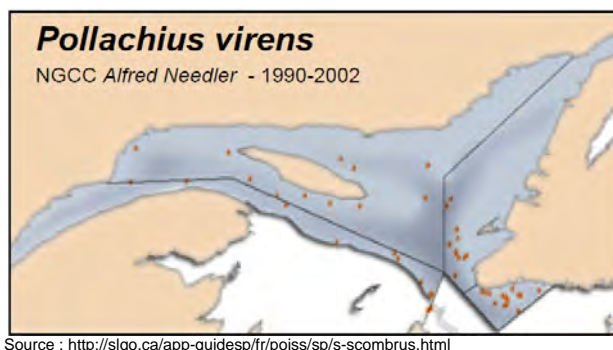 Pollachius virens
NGCC Alfred Needler - 1990-2002
Source : http://slgo.ca/app-guidesp/fr/poiss/sp/s-scombrus.html